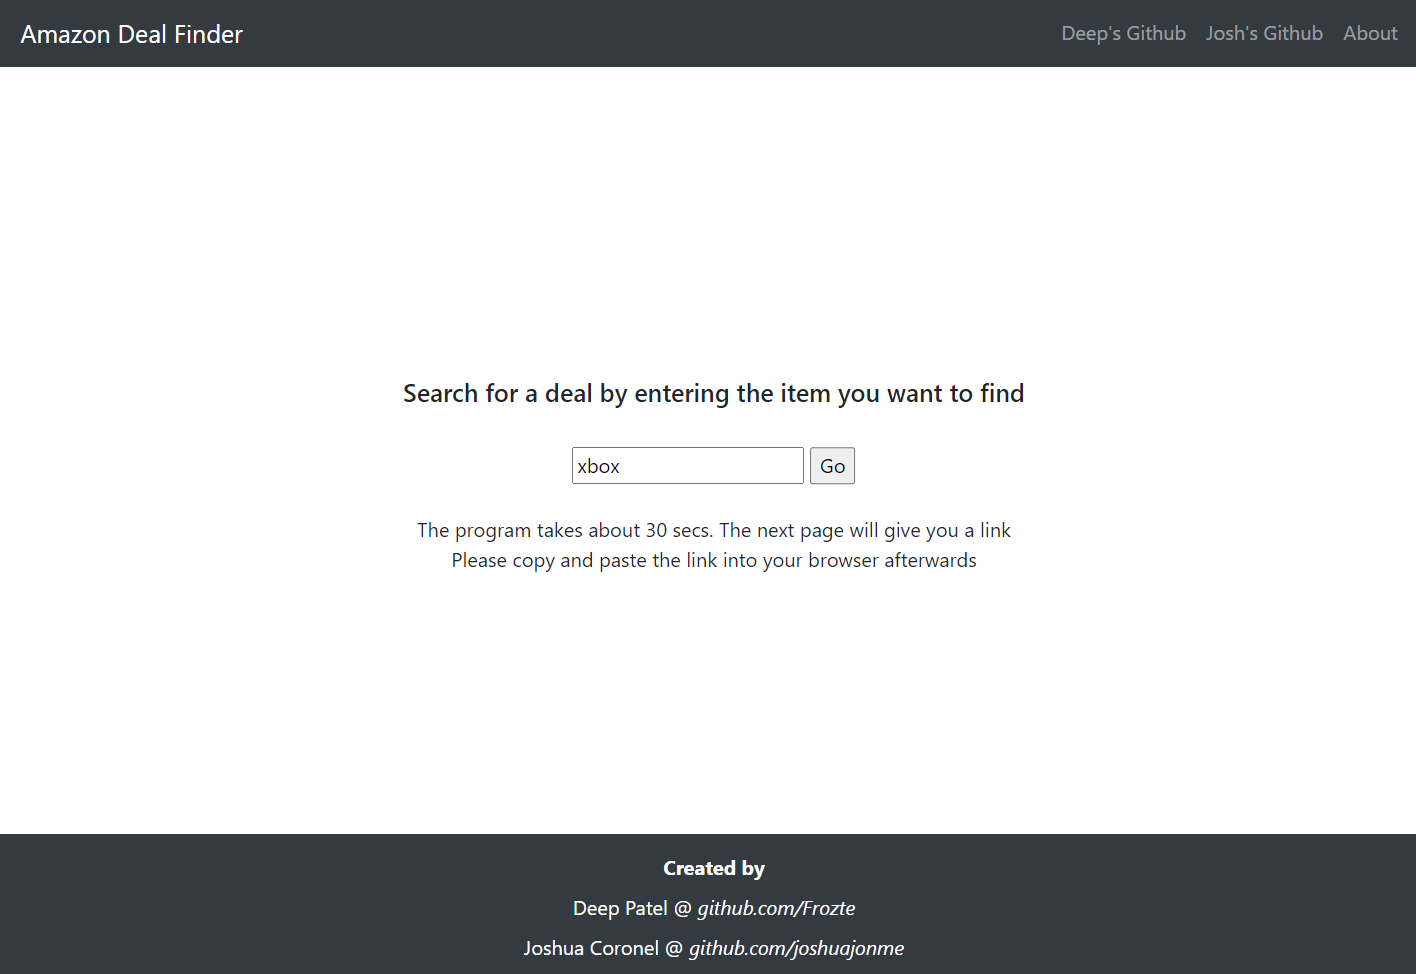 Amazon Deal Finder
Deep's Github Josh's Github About
Search for a deal by entering the item you want to find
xbox Go
The program takes about 30 secs. The next page will give you a link
Please copy and paste the link into your browser afterwards
Created by
Deep Patel @ github.com/Frozte
Joshua Coronel @ github.com/joshuajonme